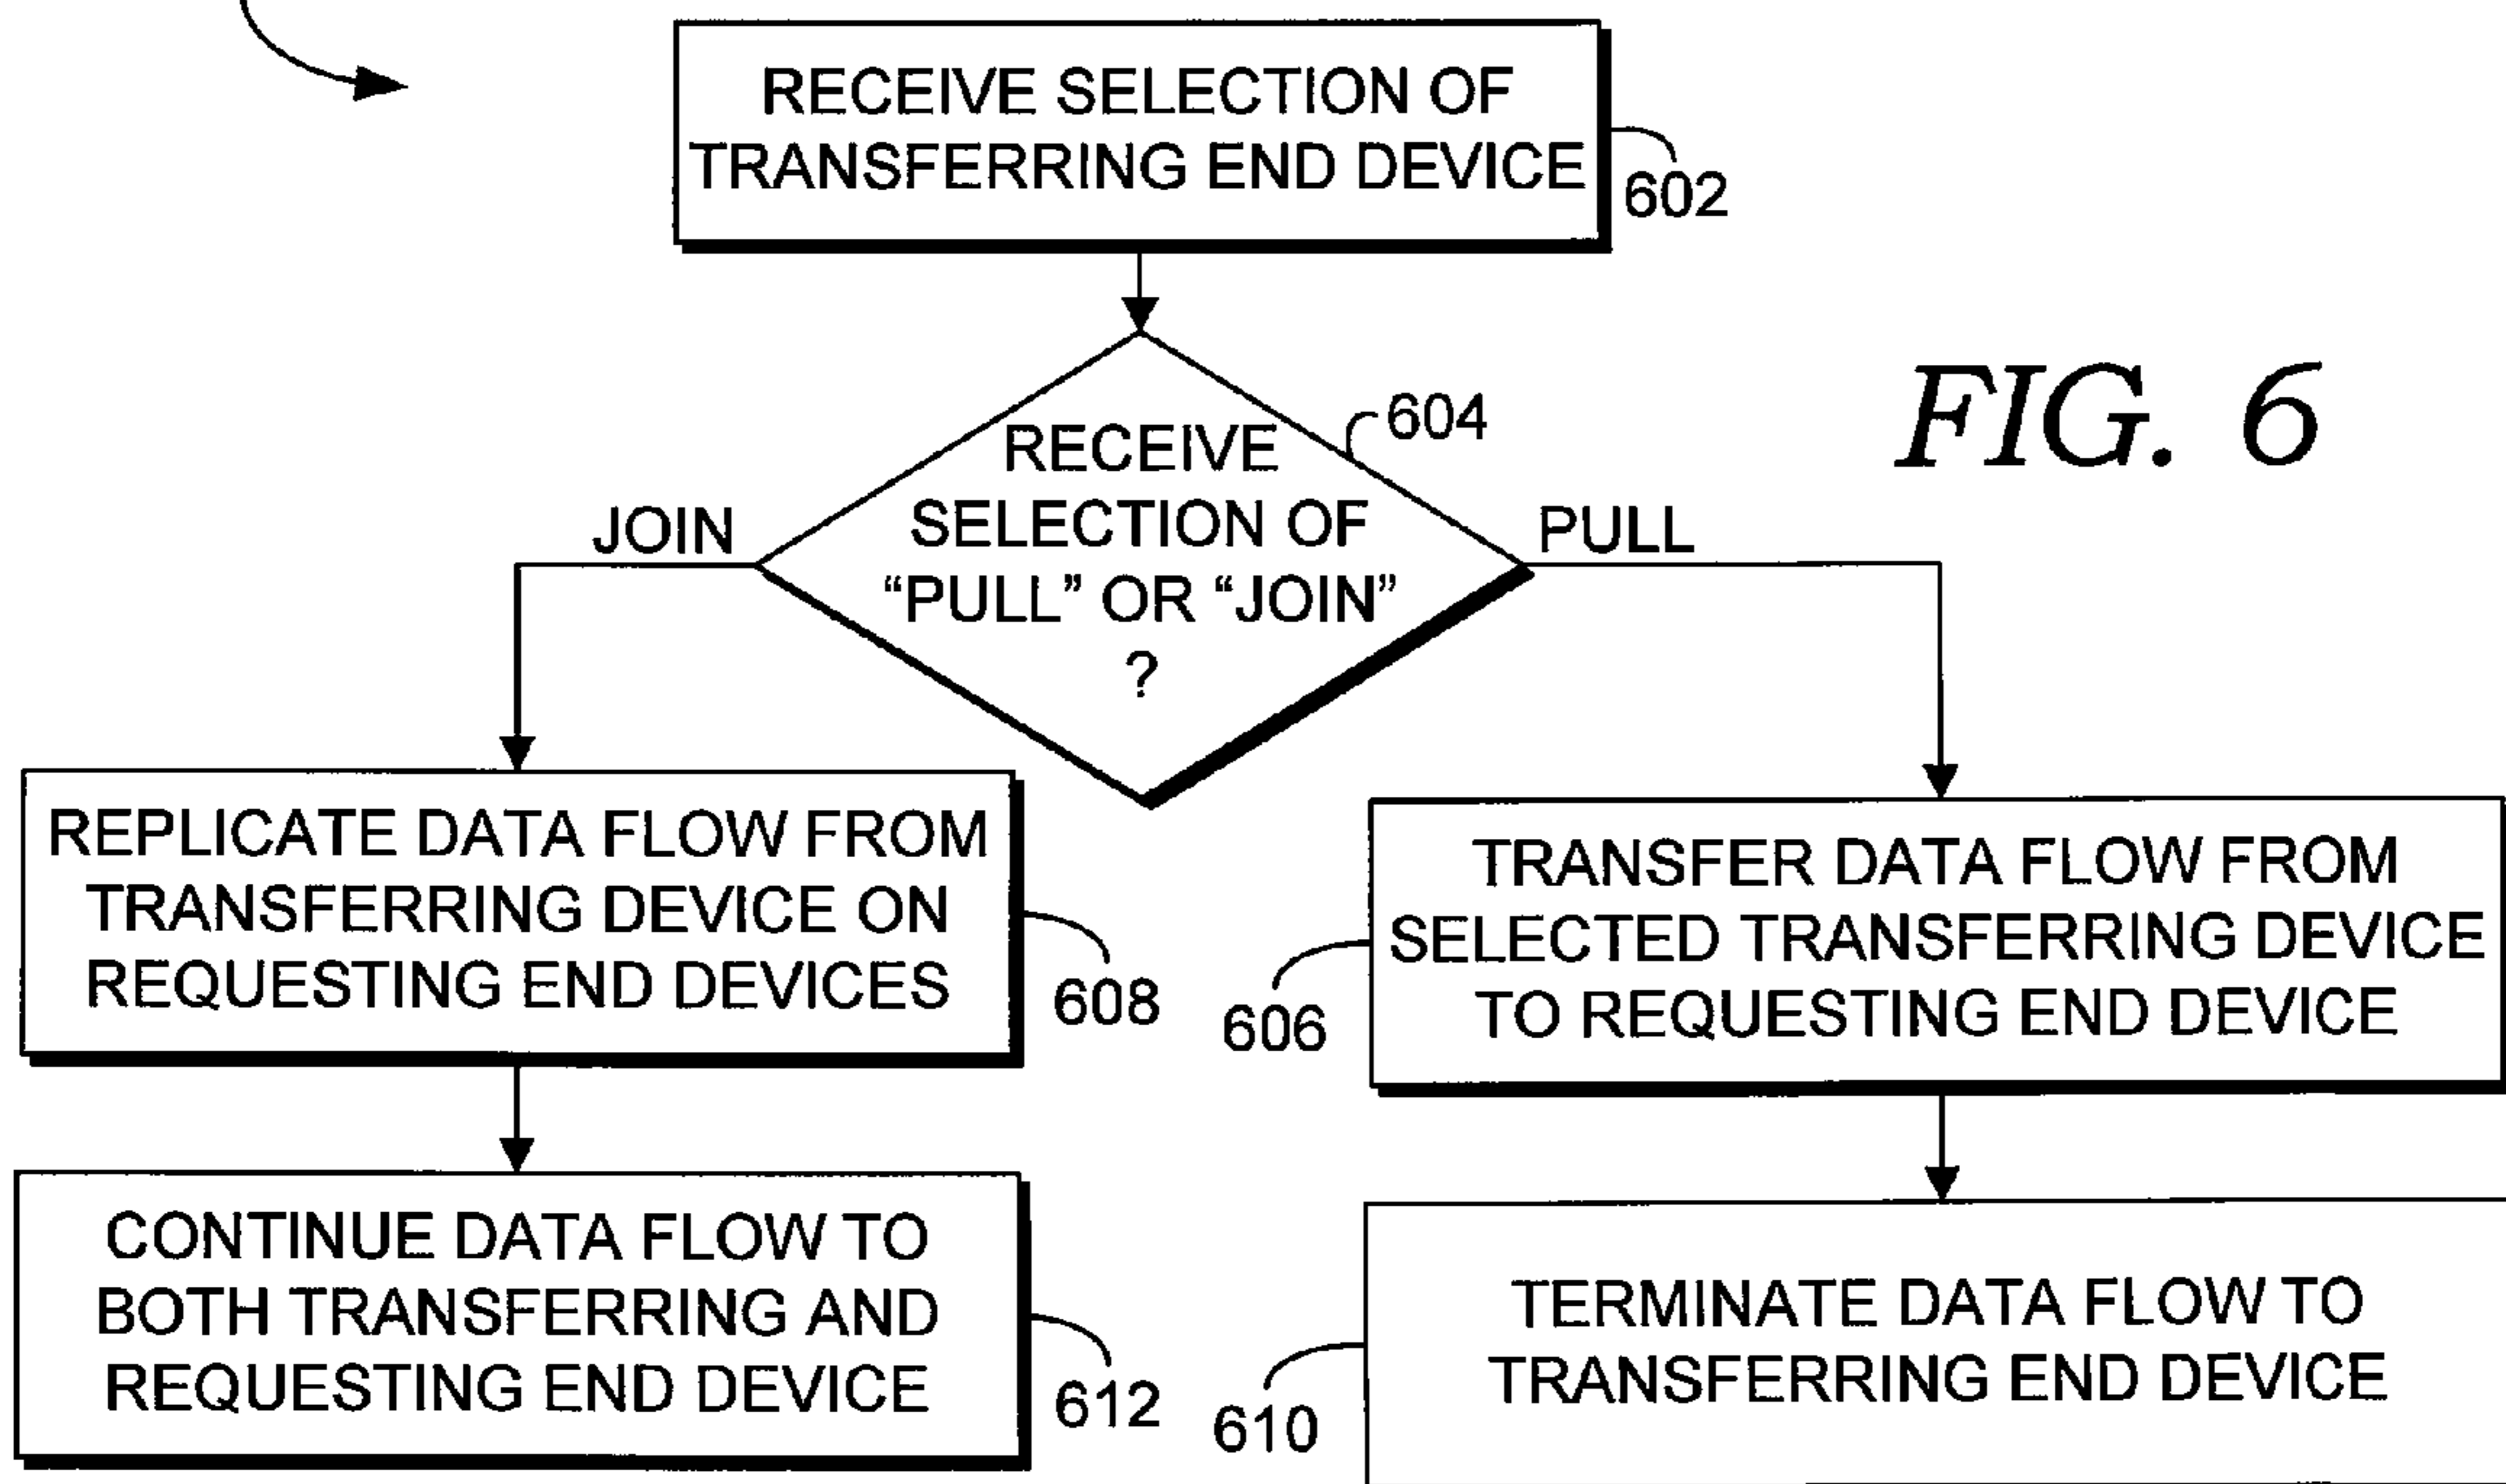 RECEIVE SELECTION OF
TRANSFERRING END DEVICE
602
FIG. 6
604
RECEIVE
SELECTION OF
“PULL” OR “JOIN”
?
JOIN
PULL
REPLICATE DATA FLOW FROM
TRANSFERRING DEVICE ON
REQUESTING END DEVICES
608
TRANSFER DATA FLOW FROM
SELECTED TRANSFERRING DEVICE
TO REQUESTING END DEVICE
606
CONTINUE DATA FLOW TO
BOTH TRANSFERRING AND
REQUESTING END DEVICE
612
TERMINATE DATA FLOW TO
TRANSFERRING END DEVICE
610